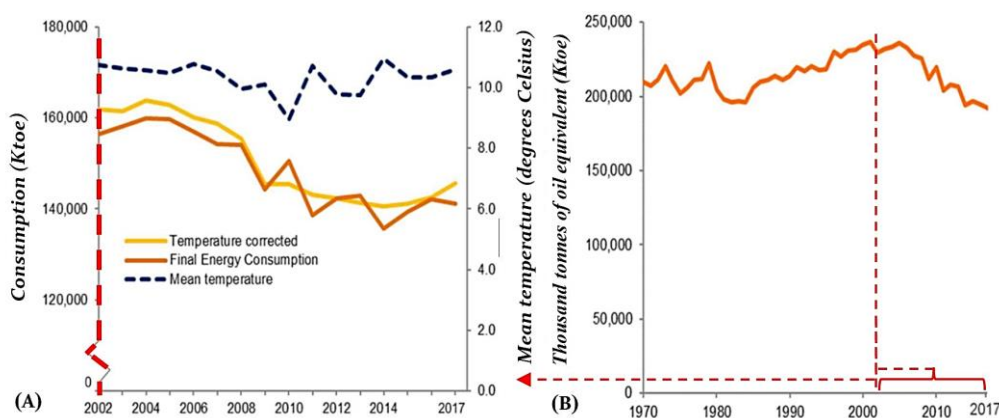 180,000
160,000
140,000
120,000
0
Consumption (Ktoe)
12.0
10.0
8.0
6.0
4.0
2.0
0.0
Mean temperature (degrees Celsius)
Temperature corrected
Final Energy Consumption
Mean temperature
(A)
2002 2004 2006 2008 2010 2012 2014 2017
Thousand tonnes of oil equivalent (Ktoe)
250,000
200,000
150,000
200,000
50,000
0
(B)
1970 1980 1990 2000 2010 2017